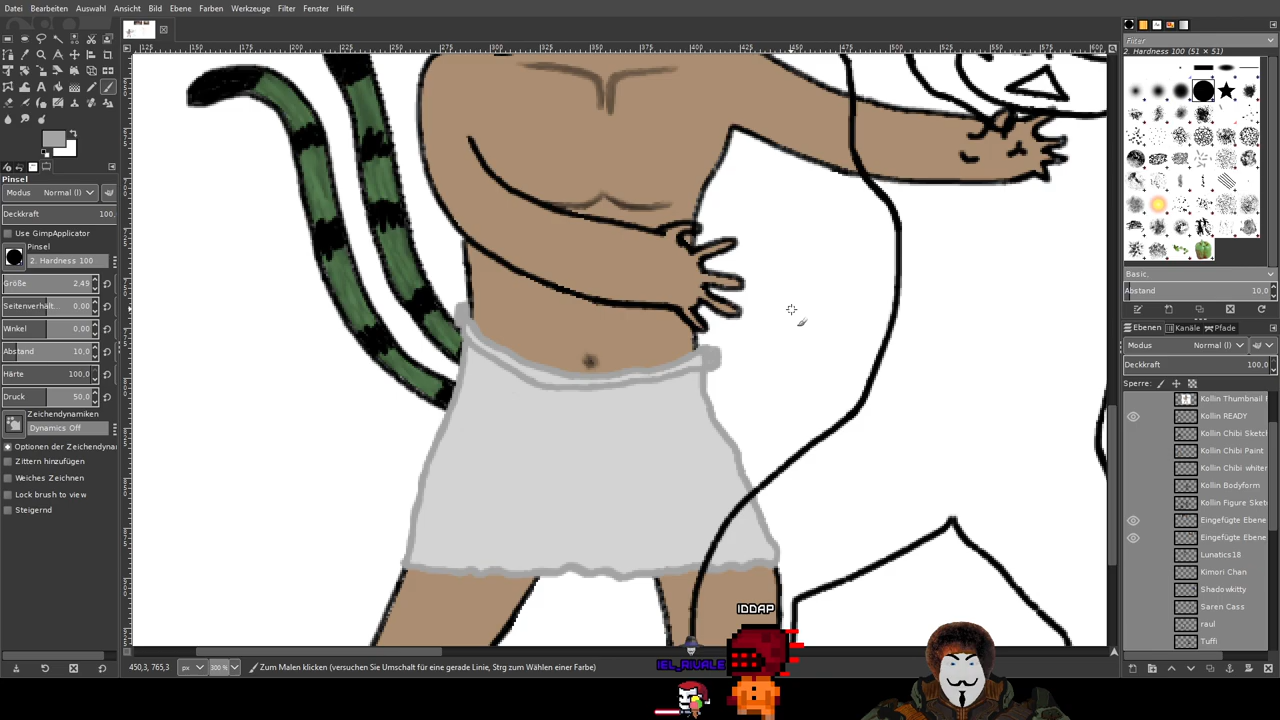 Datei Bearbeiten Auswahl Ansicht Bild Ebene Farben Werkzeuge Filter Fenster Hilfe
Pinsel
Modus Normal (l)
Deckkraft 100,
Use GimpApplicator
Pinsel
2. Hardness 100
Größe 2,49
Seitenverhält... 0,00
Winkel 0,00
Abstand 10,0
Härte 100,0
Druck 50,0
Zeichendynamiken
Dynamics Off
Optionen der Zeichendyna
Zittern hinzufügen
Weiches Zeichnen
Lock brush to view
Steigernd
Filter
2. Hardness 100 (51 × 51)
Basic,
Abstand 10,0
Ebenen Kanäle Pfade
Modus Normal (l)
Deckkraft 100,0
Sperre:
Kollin Thumbnail
Kollin READY
Kollin Chibi Sketc
Kollin Chibi Paint
Kollin Chibi whiter
Kollin Bodyform
Kollin Figure Sket
Eingefügte Ebene
Eingefügte Ebene
Lunatics18
Kimori Chan
Shadowkitty
Saren Cass
raul
Tuffi
IDDAP
IEL_RIVALE
450,3, 765,3 px 300 % Zum Malen klicken (versuchen Sie Umschalt für eine gerade Linie, Strg zum Wählen einer Farbe)